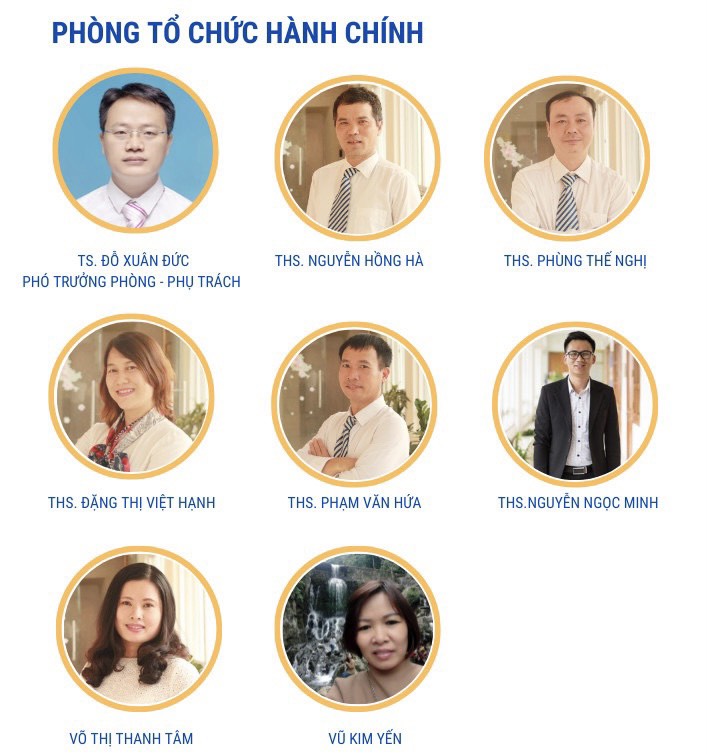 PHÒNG TỔ CHỨC HÀNH CHÍNH
TS. ĐỖ XUÂN ĐỨC
PHÓ TRƯỞNG PHÒNG - PHỤ TRÁCH
THS. NGUYỄN HỒNG HÀ
THS. PHÙNG THẾ NGHỊ
THS. ĐẶNG THỊ VIỆT HẠNH
THS. PHẠM VĂN HỨA
THS.NGUYỄN NGỌC MINH
VÕ THỊ THANH TÂM
VŨ KIM YẾN